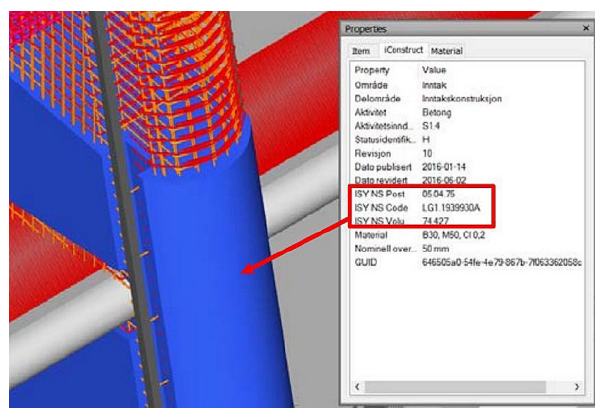 Properties
Item iConstruct Material
Property Value
Område Inntak
Delområde Inntakskonstruksjon
Aktivitet Betong
Aktivitetsinnd... S1.4
Statusidentifik... H
Revisjon 10
Dato publisert 2016-01-14
Dato revidert 2016-06-02
ISY NS Post 05.04.75
ISY NS Code LG1.1939930A
ISY NS Volu... 74.427
Material B30, M50, Cl 0,2
Nominell over... 50 mm
GUID 646505a0-54fe-4e79-867b-7f063362058c